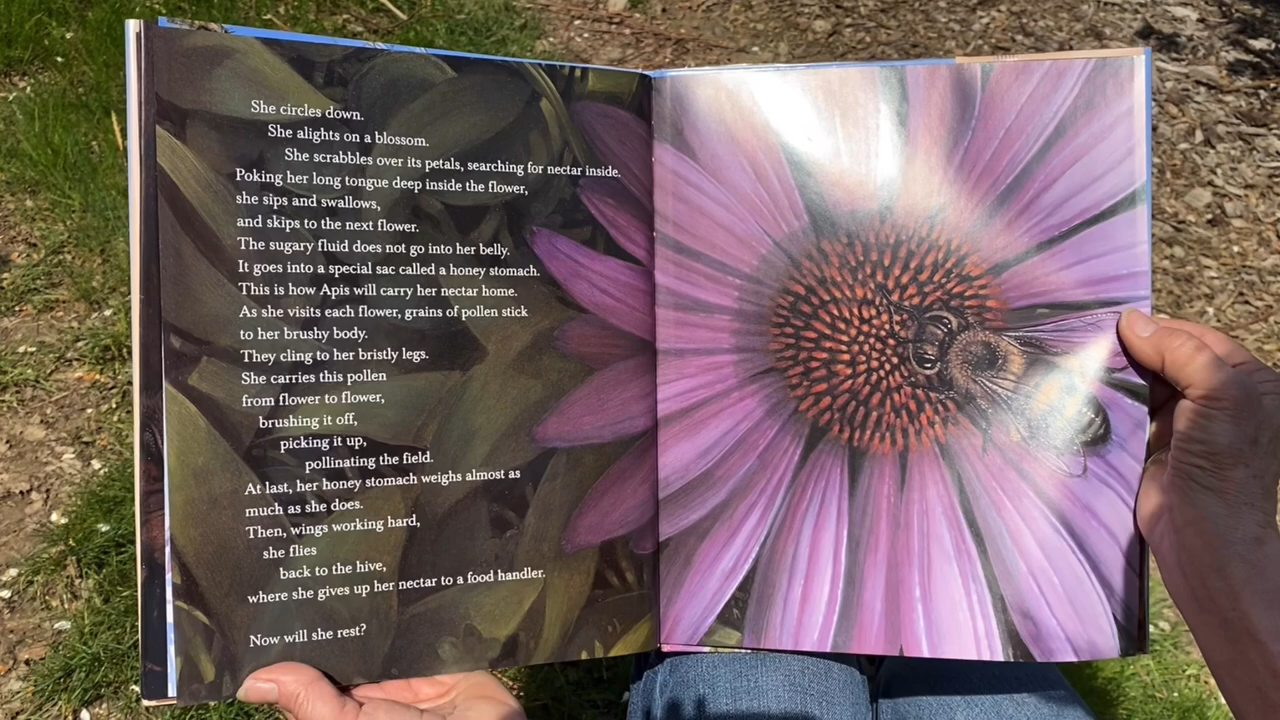 She circles down.
She alights on a blossom.
She scrabbles over its petals, searching for nectar inside.
Poking her long tongue deep inside the flower,
she sips and swallows,
and skips to the next flower.
The sugary fluid does not go into her belly.
It goes into a special sac called a honey stomach.
This is how Apis will carry her nectar home.
As she visits each flower, grains of pollen stick
to her brushy body.
They cling to her bristly legs.
She carries this pollen
from flower to flower,
brushing it off,
picking it up,
pollinating the field.
At last, her honey stomach weighs almost as
much as she does.
Then, wings working hard,
she flies
back to the hive,
where she gives up her nectar to a food handler.
Now will she rest?